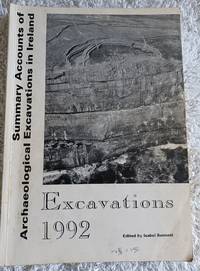 Summary Accounts of
Archaeological Excavations in Ireland
Excavations
1992
Edited by Isabel Bennett